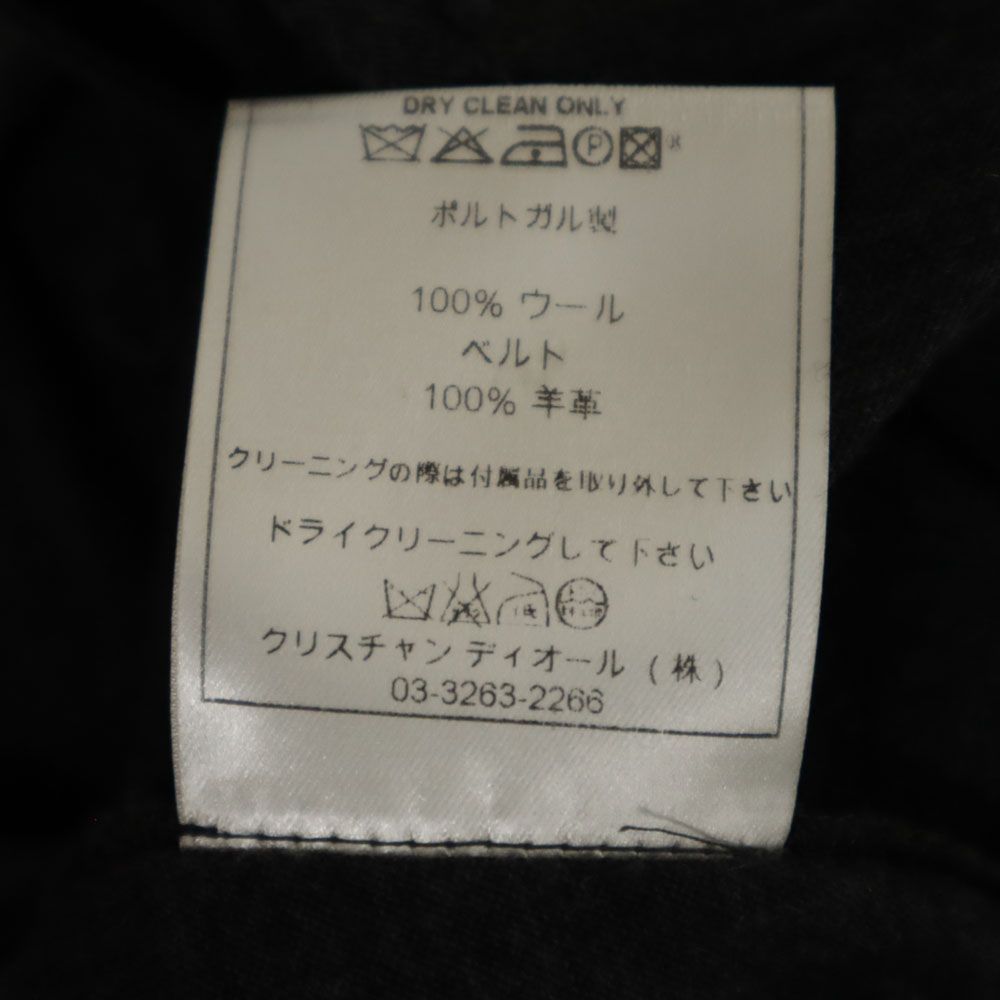 DRY CLEAN ONLY
P
ポルトガル製
100% ウール
ベルト
100% 羊革
クリーニングの際は付属品を取り外して下さい
ドライクリーニングして下さい
クリスチャン ディオール (株)
03-3263-2266